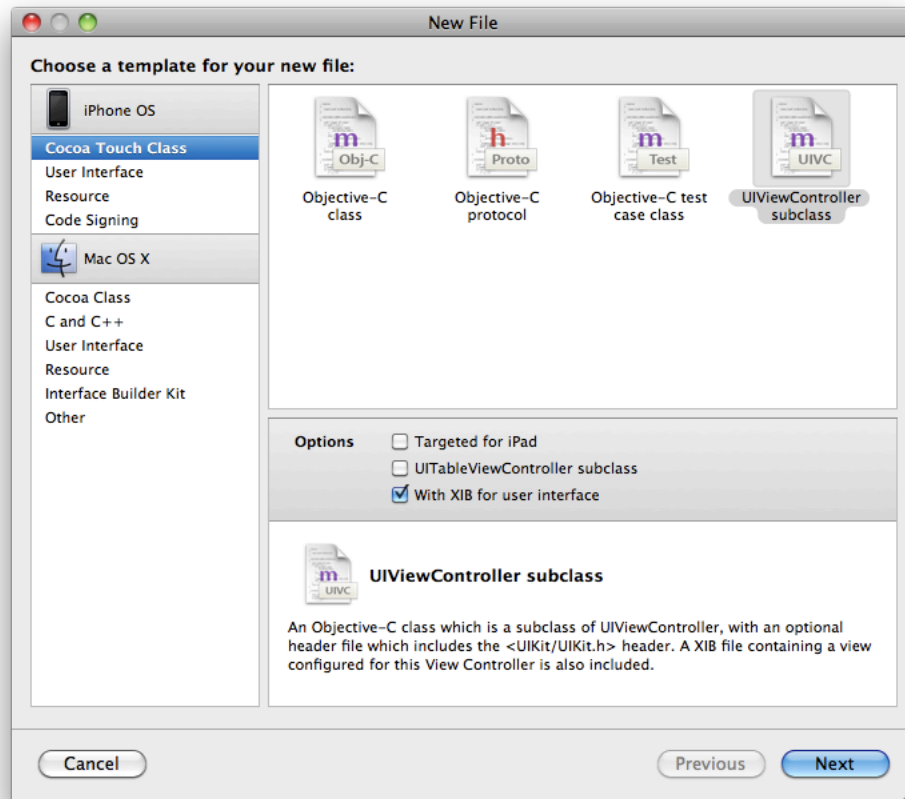 New File
Choose a template for your new file:
iPhone OS
Cocoa Touch Class
User Interface
Resource
Code Signing
Mac OS X
Cocoa Class
C and C++
User Interface
Resource
Interface Builder Kit
Other
m
Obj-C
Objective-C
class
h
Proto
Objective-C
protocol
m
Test
Objective-C test
case class
m
UIVC
UIViewController
subclass
Options
Targeted for iPad
UITableViewController subclass
With XIB for user interface
m
UIVC
UIViewController subclass
An Objective-C class which is a subclass of UIViewController, with an optional
header file which includes the <UIKit/UIKit.h> header. A XIB file containing a view
configured for this View Controller is also included.
Cancel
Previous
Next